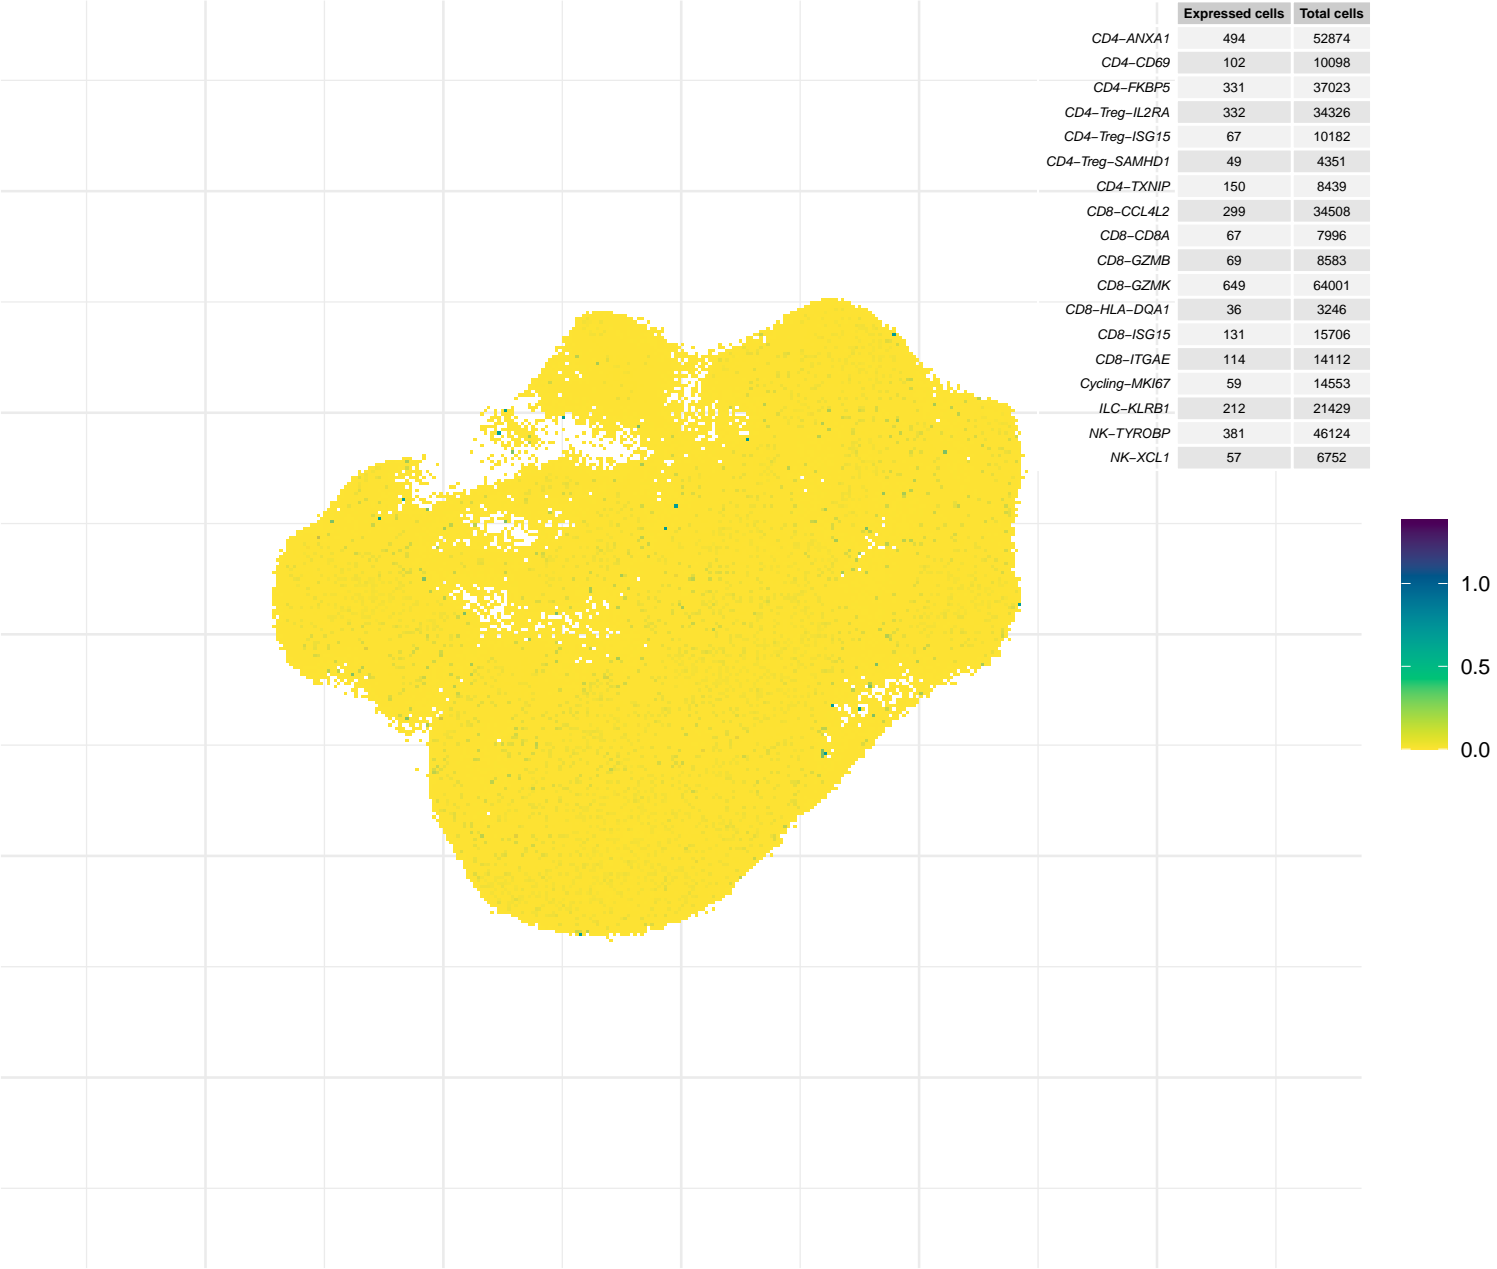 Expressed cells Total cells
CD4−ANXA1 494 52874
CD4−CD69 102 10098
CD4−FKBP5 331 37023
CD4−Treg−IL2RA 332 34326
CD4−Treg−ISG15 67 10182
CD4−Treg−SAMHD1 49 4351
CD4−TXNIP 150 8439
CD8−CCL4L2 299 34508
CD8−CD8A 67 7996
CD8−GZMB 69 8583
CD8−GZMK 649 64001
CD8−HLA−DQA1 36 3246
CD8−ISG15 131 15706
CD8−ITGAE 114 14112
Cycling−MKI67 59 14553
ILC−KLRB1 212 21429
NK−TYROBP 381 46124
NK−XCL1 57 6752
1.0
0.5
0.0